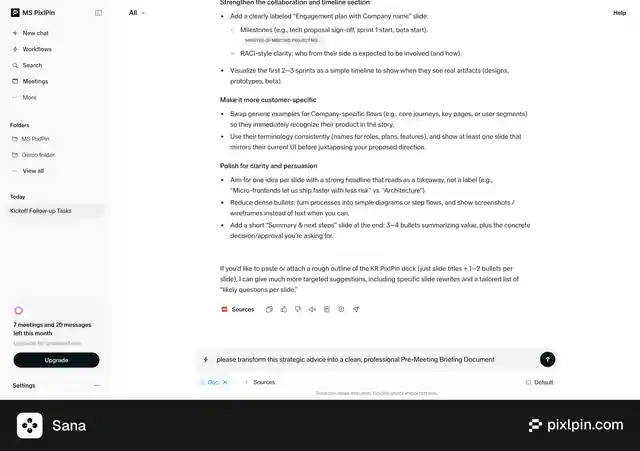 MS PixlPin
New chat
Workflows
Search
Meetings
More
Folders
MS PixlPin
Demo folder
View all
Today
Kickoff Follow-up Tasks
7 meetings and 20 messages
left this month
Upgrade for unlimited use
Upgrade
Settings
All
Help
Strengthen the collaboration and timeline section
Add a clearly labeled “Engagement plan with Company name” slide:
Milestones (e.g., tech proposal sign-off, sprint 1 start, beta start).
RACI-style clarity: who from their side is expected to be involved (and how).
Visualize the first 2–3 sprints as a simple timeline to show when they see real artifacts (designs,
prototypes, beta).
Make it more customer-specific
Swap generic examples for Company-specific flows (e.g., core journeys, key pages, or user segments)
so they immediately recognize their product in the story.
Use their terminology consistently (names for roles, plans, features), and show at least one slide that
mirrors their current UI before juxtaposing your proposed direction.
Polish for clarity and persuasion
Aim for one idea per slide with a strong headline that reads as a takeaway, not a label (e.g.,
“Micro-frontends let us ship faster with less risk” vs. “Architecture”)
Reduce dense bullets: turn processes into simple diagrams or step flows, and show screenshots /
wireframes instead of text when you can.
Add a short “Summary & next steps” slide at the end: 3–4 bullets summarizing value, plus the concrete
decision/approval you're asking for.
If you'd like to paste or attach a rough outline of the KR PixlPin deck (just slide titles + 1–2 bullets per
slide), I can give much more targeted suggestions, including specific slide rewrites and a tailored list of
“likely questions per slide.”
Sources
please transform this strategic advice into a clean, professional Pre-Meeting Briefing Document
Doc
Sources
Default
Sana
pixlpin.com